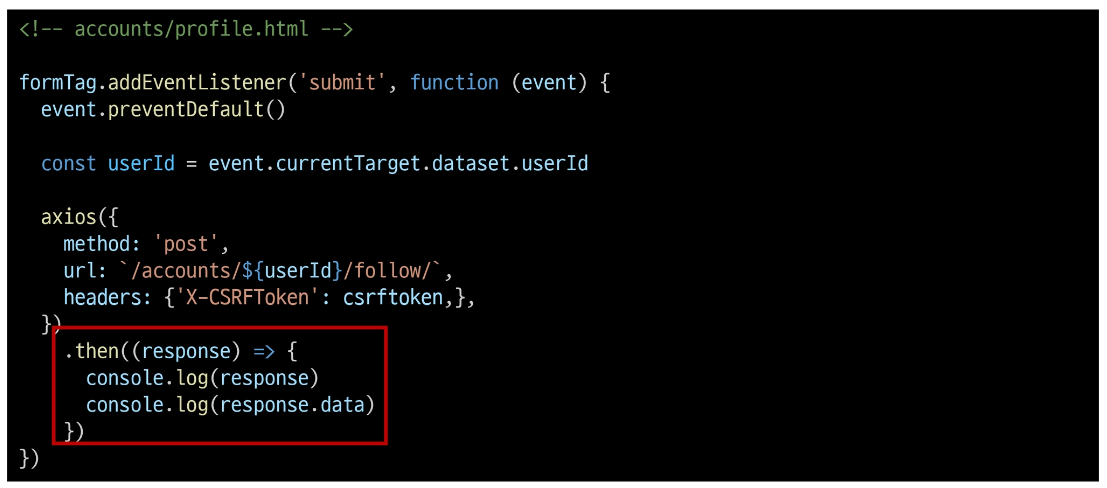 <!-- accounts/profile.html -->
formTag.addEventListener('submit', function (event) {
event.preventDefault()
const userId = event.currentTarget.dataset.userId
axios({
method: 'post',
url: `/accounts/${userId}/follow/`,
headers: {'X-CSRFToken': csrftoken,},
})
.then((response) => {
console.log(response)
console.log(response.data)
})
})